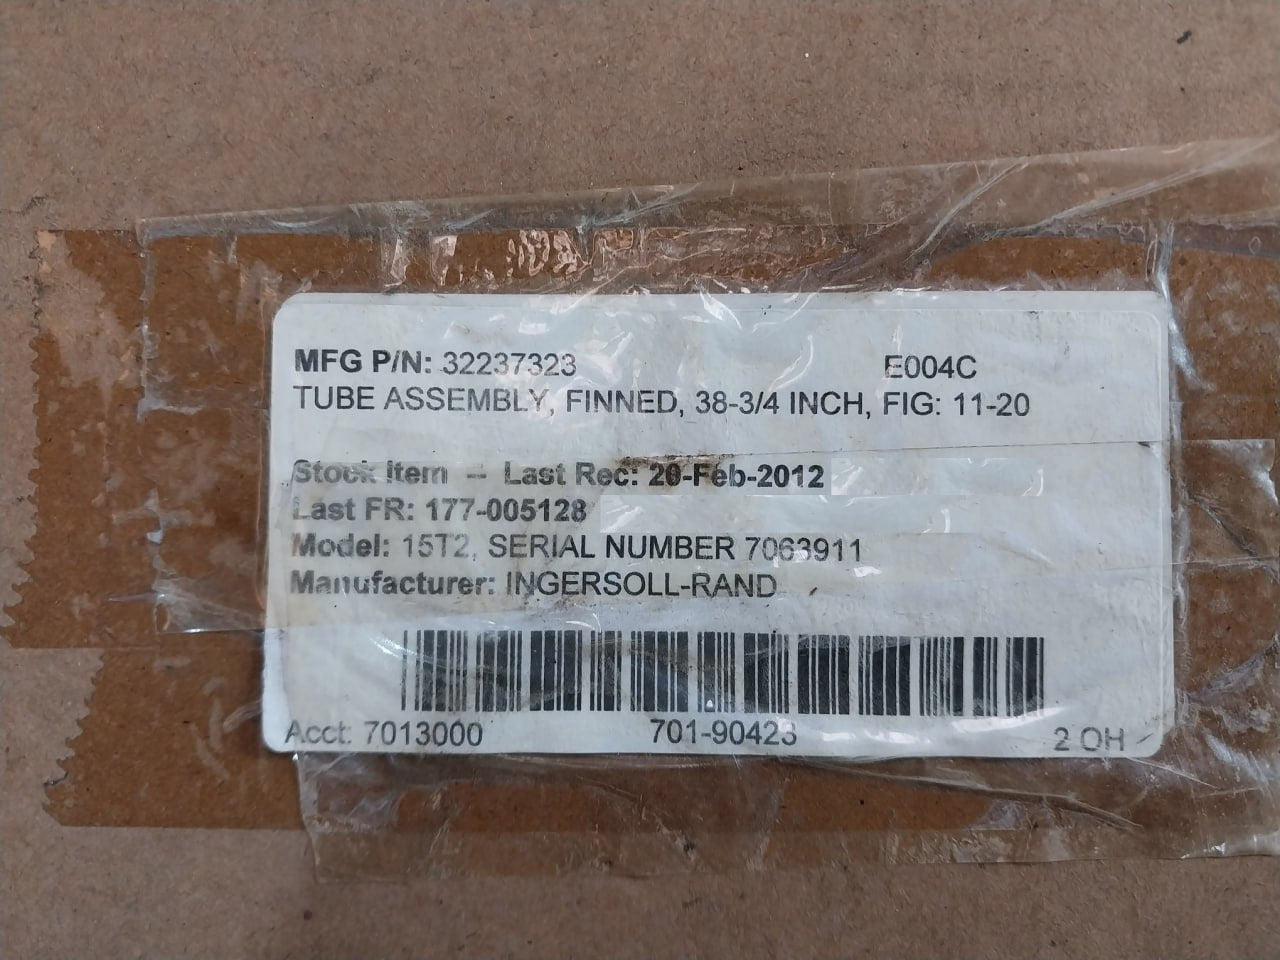 MFG P/N: 32237323 E004C
TUBE ASSEMBLY, FINNED, 38-3/4 INCH, FIG: 11-20
Stock Item -- Last Rec: 20-Feb-2012
Last FR: 177-005128
Model: 15T2, SERIAL NUMBER 7063911
Manufacturer: INGERSOLL-RAND
Acct: 7013000 701-90423 2 OH